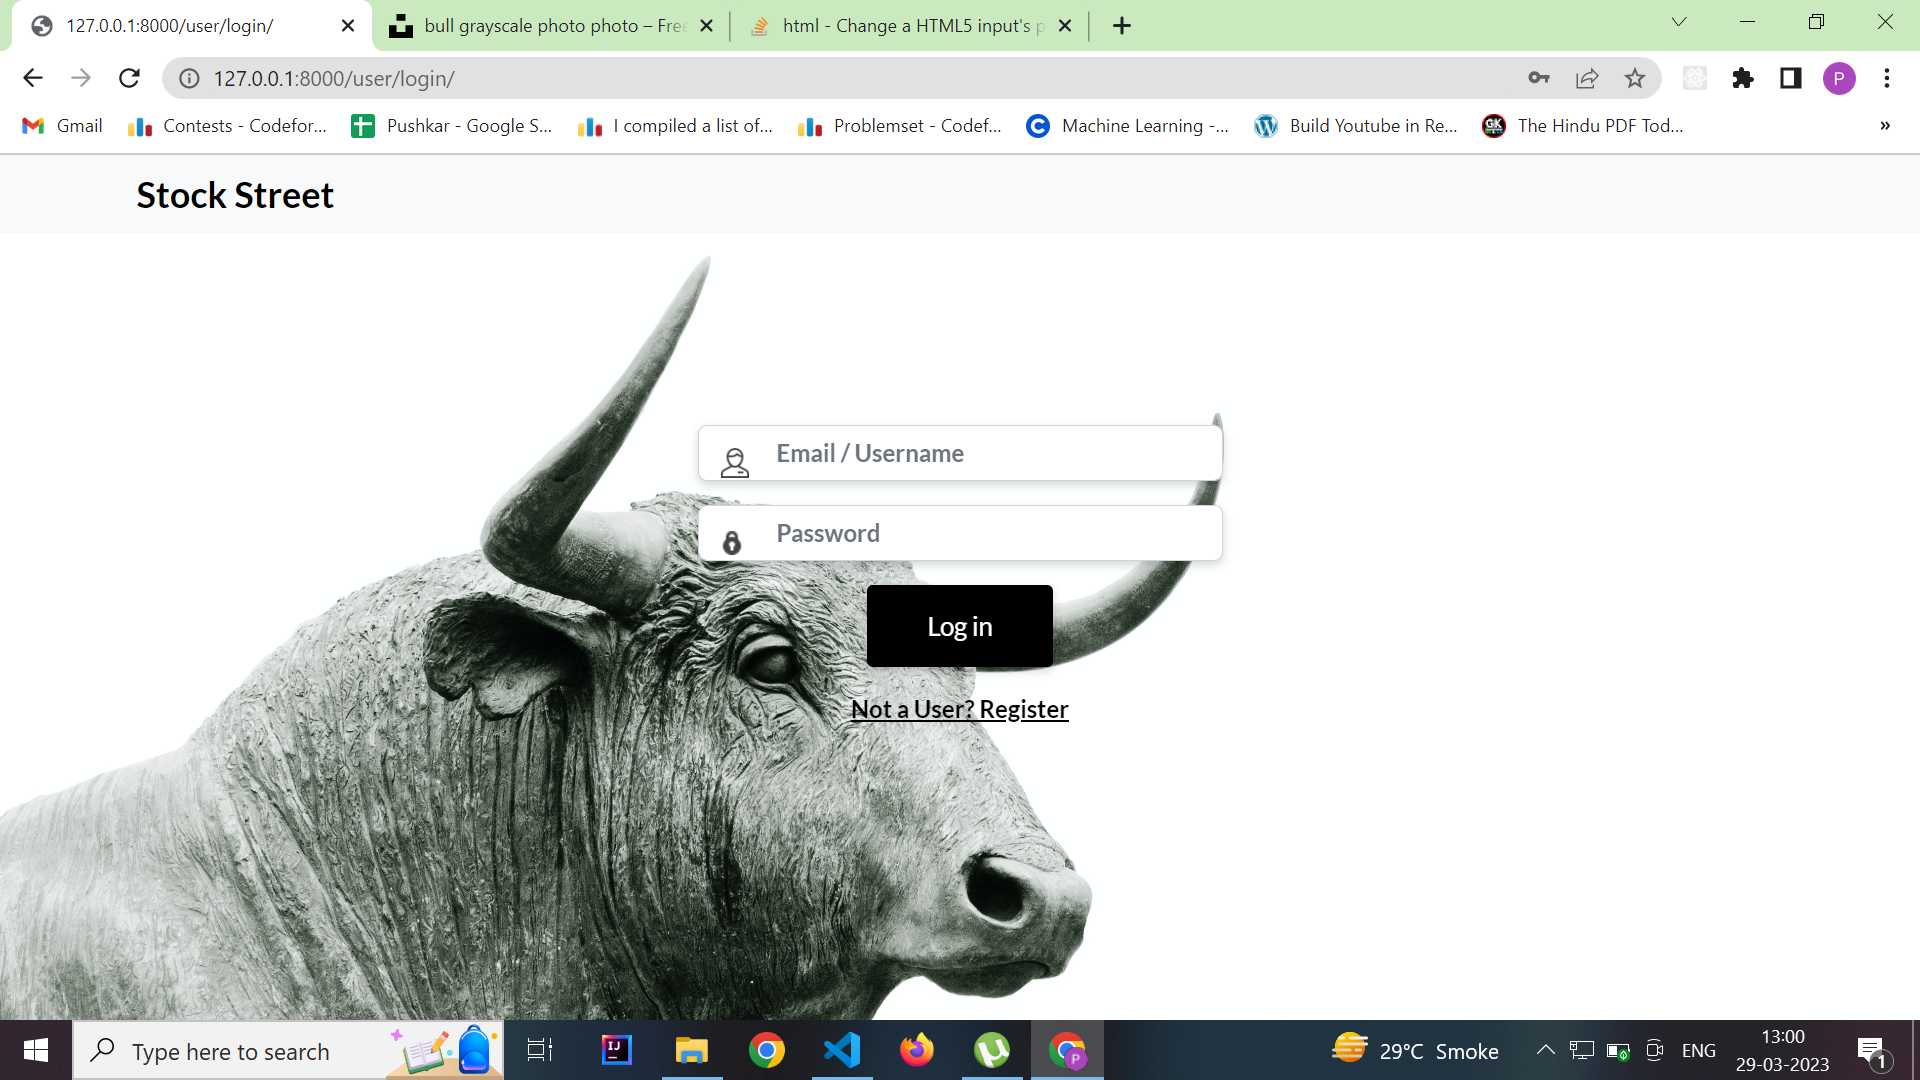 127.0.0.1:8000/user/login/
bull grayscale photo photo – Free
html - Change a HTML5 input's p
127.0.0.1:8000/user/login/
P
Gmail
Contests - Codefor...
Pushkar - Google S...
I compiled a list of...
Problemset - Codef...
Machine Learning -...
Build Youtube in Re...
GK
The Hindu PDF Tod...
»
Stock Street
Email / Username
Password
Log in
Not a User? Register
Type here to search
IJ
P
29°C Smoke
ENG
13:00
29-03-2023
1